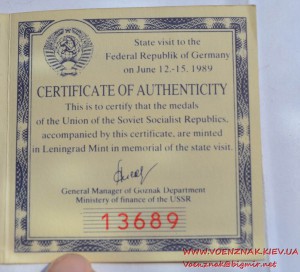 State visit to the
Federal Republik of Germany
on June 12.-15. 1989
CERTIFICATE OF AUTHENTICITY
This is to certify that the medals
of the Union of the Soviet Socialist Republics,
accompanied by this certificate, are minted
in Leningrad Mint in memorial of the state visit.
General Manager of Goznak Department
Ministry of finance of the USSR
13689
WWW.VOENZNAK.KIEV.UA
Voenznak@bigmir.net